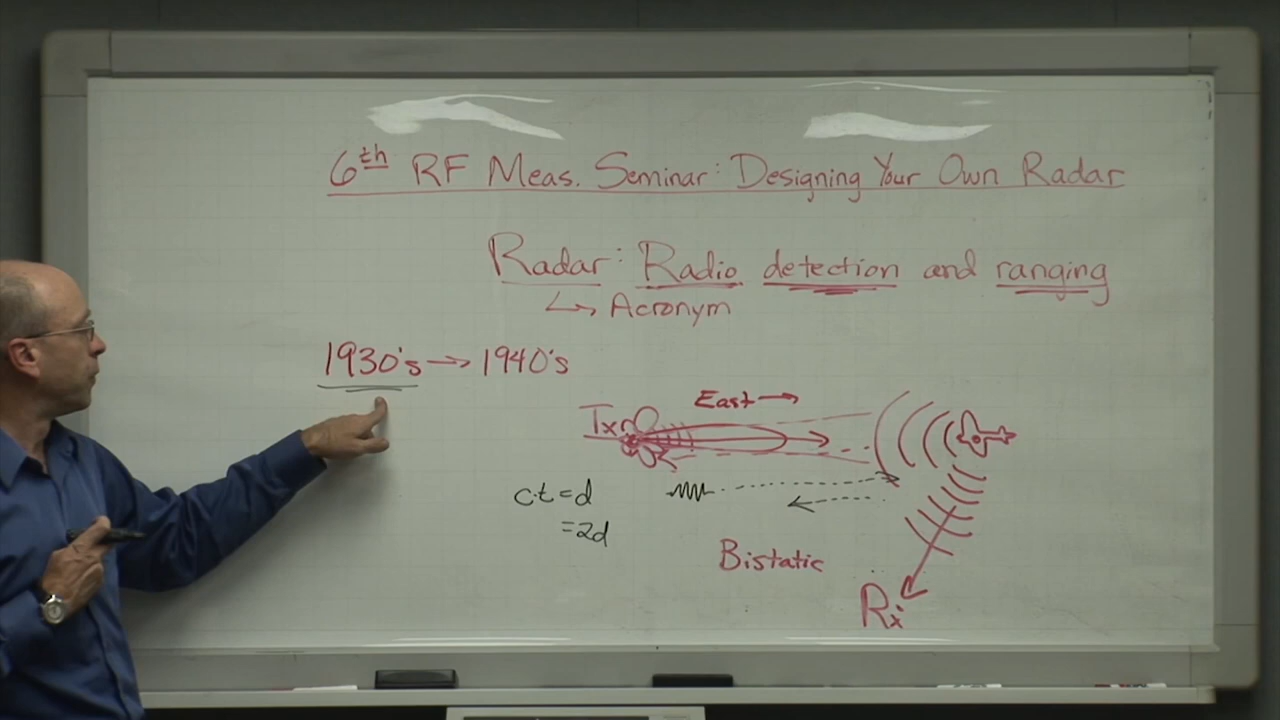 6th RF Meas. Seminar: Designing Your Own Radar
Radar: Radio detection and ranging
↳ Acronym
1930's → 1940's
East →
Txr
c·t = d
= 2d
Bistatic
Rx